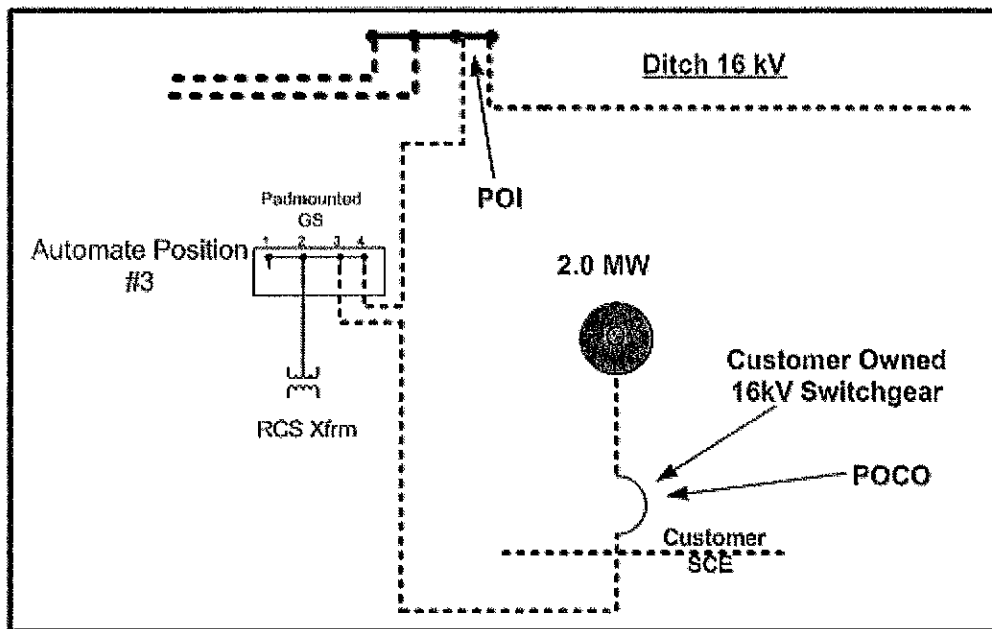 Ditch 16 kV
POI
Padmounted
GS
1 2 3 4
Automate Position
#3
RCS Xfrm
2.0 MW
G
Customer Owned
16kV Switchgear
POCO
Customer
SCE